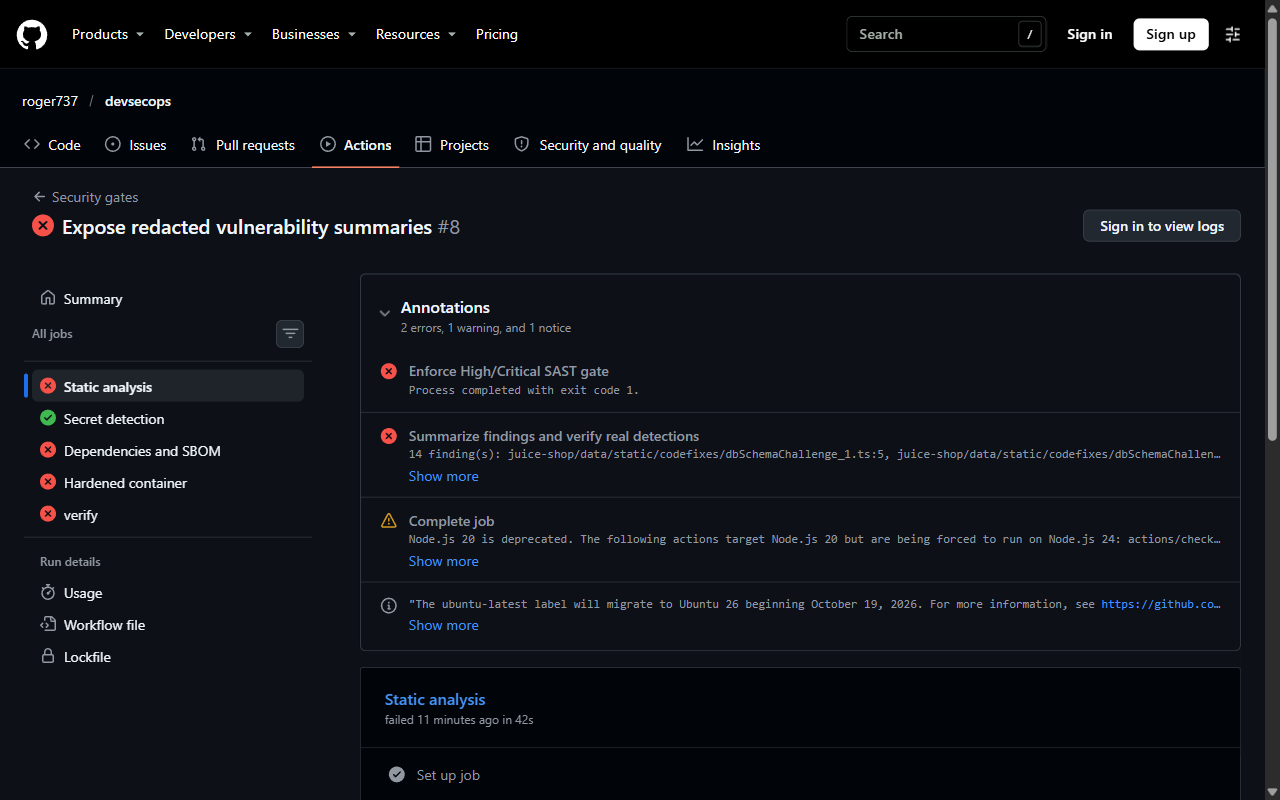 Products
Developers
Businesses
Resources
Pricing
Search
/
Sign in
Sign up
roger737 / devsecops
Code
Issues
Pull requests
Actions
Projects
Security and quality
Insights
Security gates
Expose redacted vulnerability summaries #8
Sign in to view logs
Summary
All jobs
Static analysis
Secret detection
Dependencies and SBOM
Hardened container
verify
Run details
Usage
Workflow file
Lockfile
Annotations
2 errors, 1 warning, and 1 notice
Enforce High/Critical SAST gate
Process completed with exit code 1.
Summarize findings and verify real detections
14 finding(s): juice-shop/data/static/codefixes/dbSchemaChallenge_1.ts:5, juice-shop/data/static/codefixes/dbSchemaChallen…
Show more
Complete job
Node.js 20 is deprecated. The following actions target Node.js 20 but are being forced to run on Node.js 24: actions/check…
Show more
"The ubuntu-latest label will migrate to Ubuntu 26 beginning October 19, 2026. For more information, see https://github.co…
Show more
Static analysis
failed 11 minutes ago in 42s
Set up job